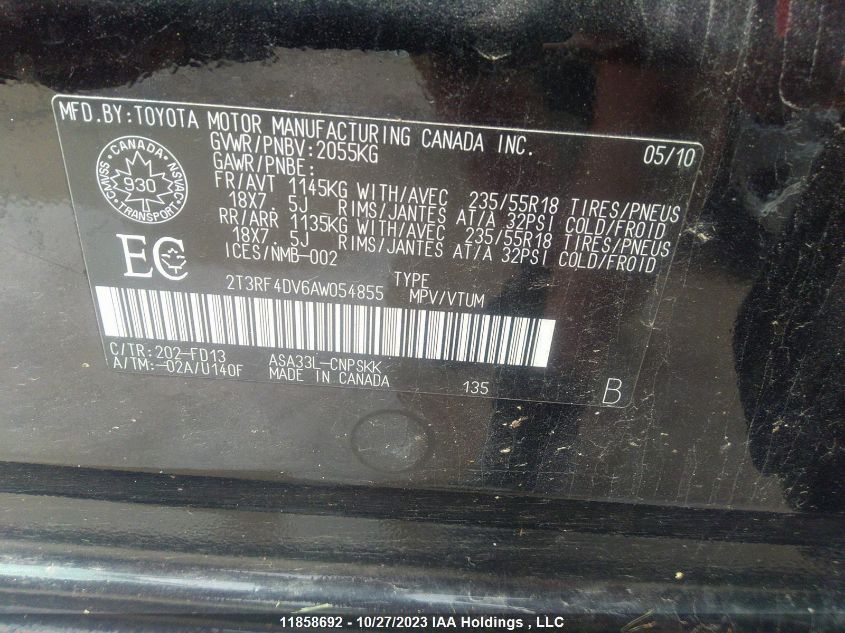 MFD.BY:TOYOTA MOTOR MANUFACTURING CANADA INC. 05/10
GVWR/PNBV:2055KG
GAWR/PNBE:
FR/AVT 1145KG WITH/AVEC 235/55R18 TIRES/PNEUS
18X7.5J RIMS/JANTES AT/A 32PSI COLD/FROID
RR/ARR 1135KG WITH/AVEC 235/55R18 TIRES/PNEUS
18X7.5J RIMS/JANTES AT/A 32PSI COLD/FROID
ICES/NMB-002
CANADA
CMVSS 930 NSVAC
TRANSPORT
EC
2T3RF4DV6AW054855 TYPE
MPV/VTUM
C/TR:202-FD13 ASA33L-CNPSKK
A/TM:-02A/U140F MADE IN CANADA 135 B
11858692 - 10/27/2023 IAA Holdings , LLC